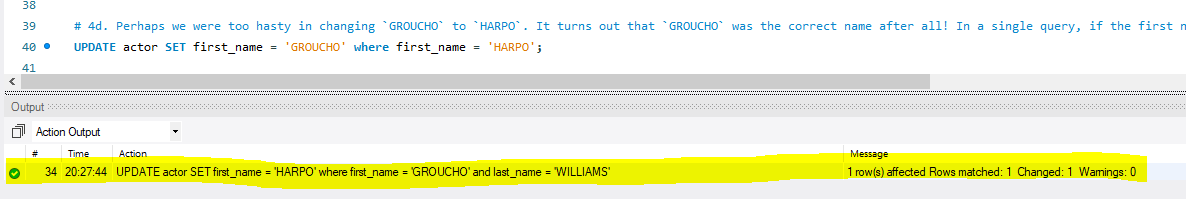 38
39 # 4d. Perhaps we were too hasty in changing `GROUCHO` to `HARPO`. It turns out that `GROUCHO` was the correct name after all! In a single query, if the first n
40 UPDATE actor SET first_name = 'GROUCHO' where first_name = 'HARPO';
41
Output
Action Output
# Time Action Message
34 20:27:44 UPDATE actor SET first_name = 'HARPO' where first_name = 'GROUCHO' and last_name = 'WILLIAMS' 1 row(s) affected Rows matched: 1 Changed: 1 Warnings: 0